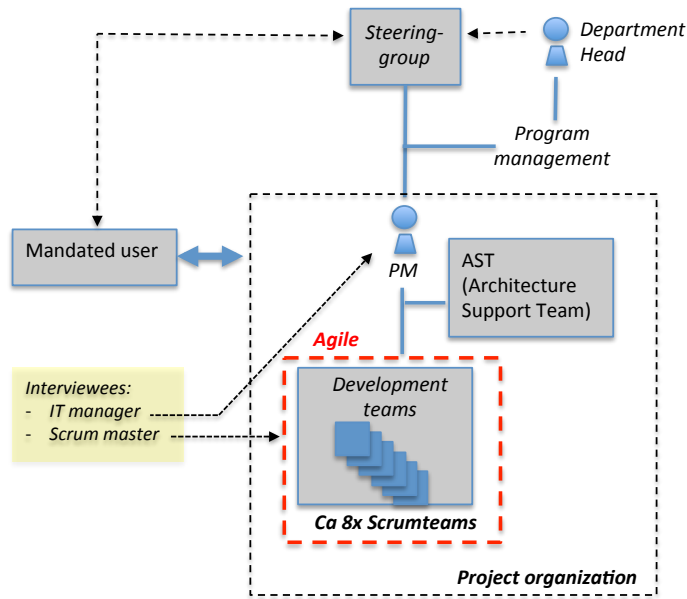 Steering-
group
Department
Head
Program
management
Mandated user
PM
AST
(Architecture
Support Team)
Agile
Interviewees:
- IT manager
- Scrum master
Development
teams
Ca 8x Scrumteams
Project organization